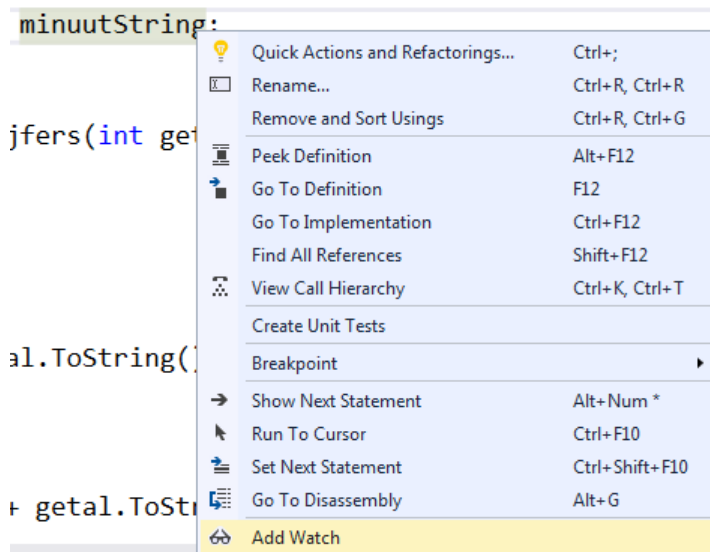 minuutString;
Quick Actions and Refactorings... Ctrl+;
Rename... Ctrl+R, Ctrl+R
Remove and Sort Usings Ctrl+R, Ctrl+G
jfers(int get
Peek Definition Alt+F12
Go To Definition F12
Go To Implementation Ctrl+F12
Find All References Shift+F12
View Call Hierarchy Ctrl+K, Ctrl+T
Create Unit Tests
al.ToString()
Breakpoint
Show Next Statement Alt+Num *
Run To Cursor Ctrl+F10
Set Next Statement Ctrl+Shift+F10
+ getal.ToStr
Go To Disassembly Alt+G
Add Watch